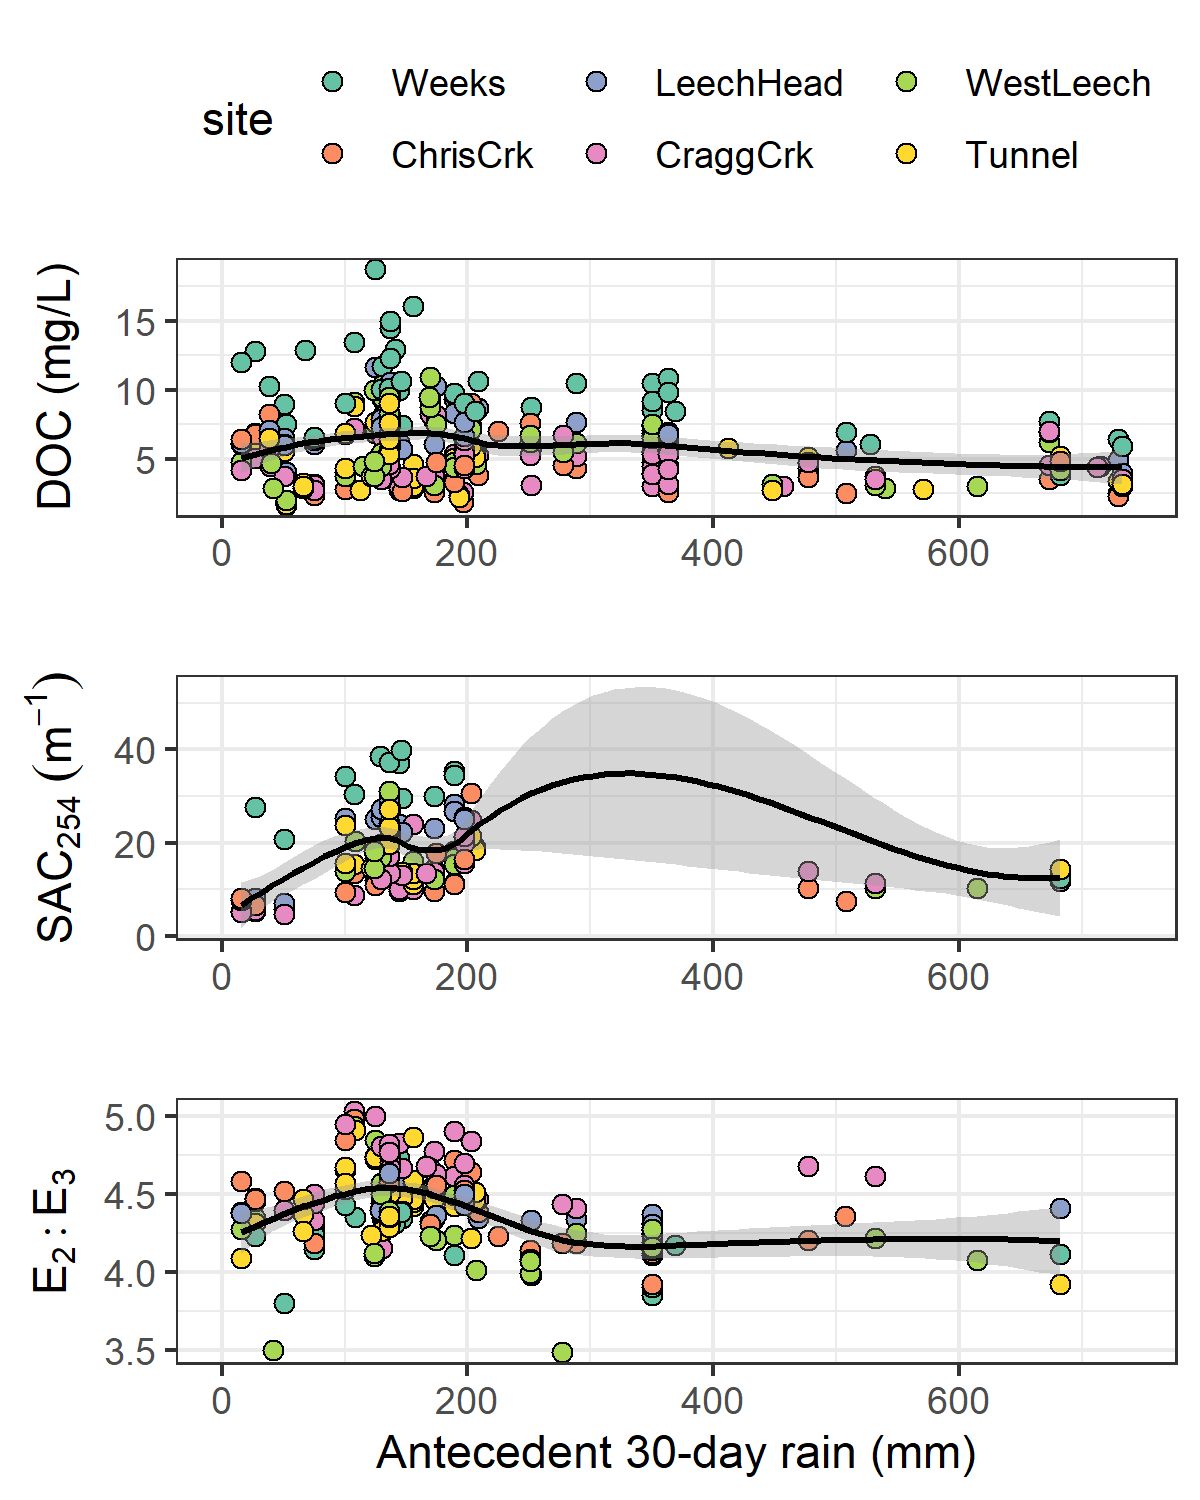 site
Weeks LeechHead WestLeech
ChrisCrk CraggCrk Tunnel
DOC (mg/L)
15
10
5
0 200 400 600
SAC₂₅₄ (m⁻¹)
40
20
0
0 200 400 600
E₂ : E₃
5.0
4.5
4.0
3.5
0 200 400 600
Antecedent 30-day rain (mm)